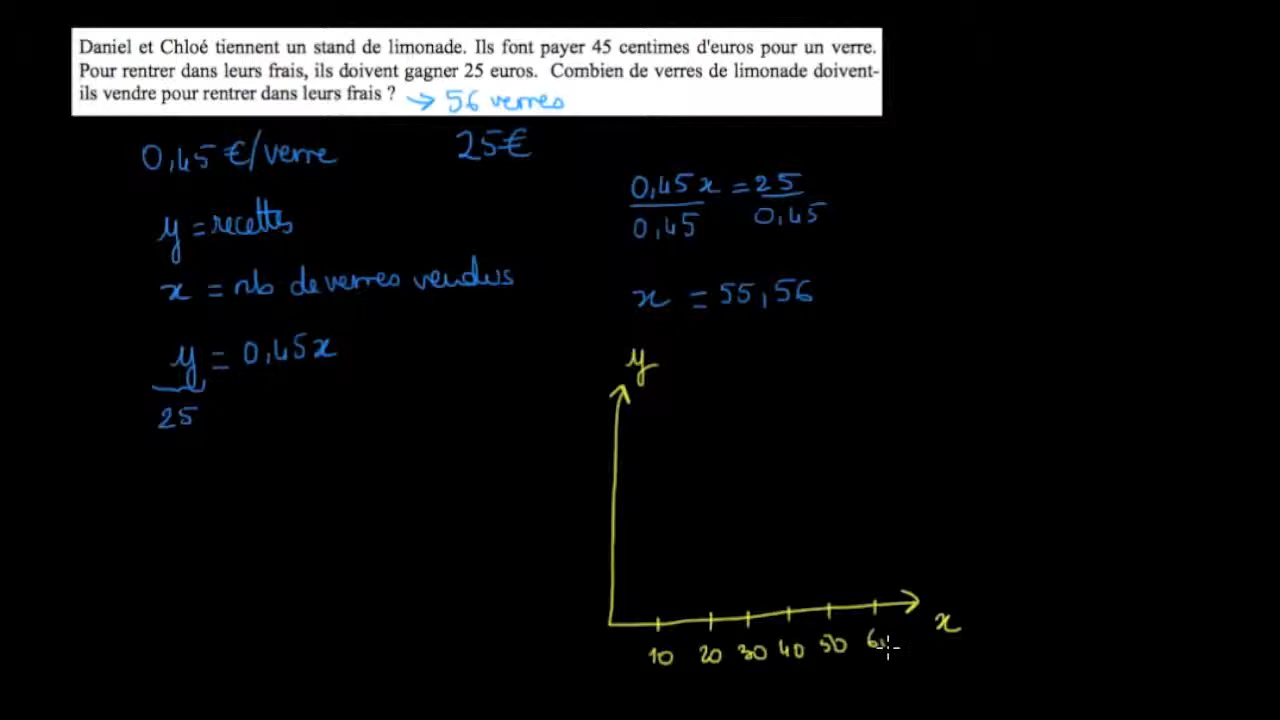 Daniel et Chloé tiennent un stand de limonade. Ils font payer 45 centimes d'euros pour un verre.
Pour rentrer dans leurs frais, ils doivent gagner 25 euros. Combien de verres de limonade doivent-
ils vendre pour rentrer dans leurs frais ? → 56 verres
0,45 €/verre 25€
y = recettes
x = nb de verres vendus
y = 0,45x
25
0,45x = 25
0,45 0,45
x = 55,56
y
x
10 20 30 40 50 60